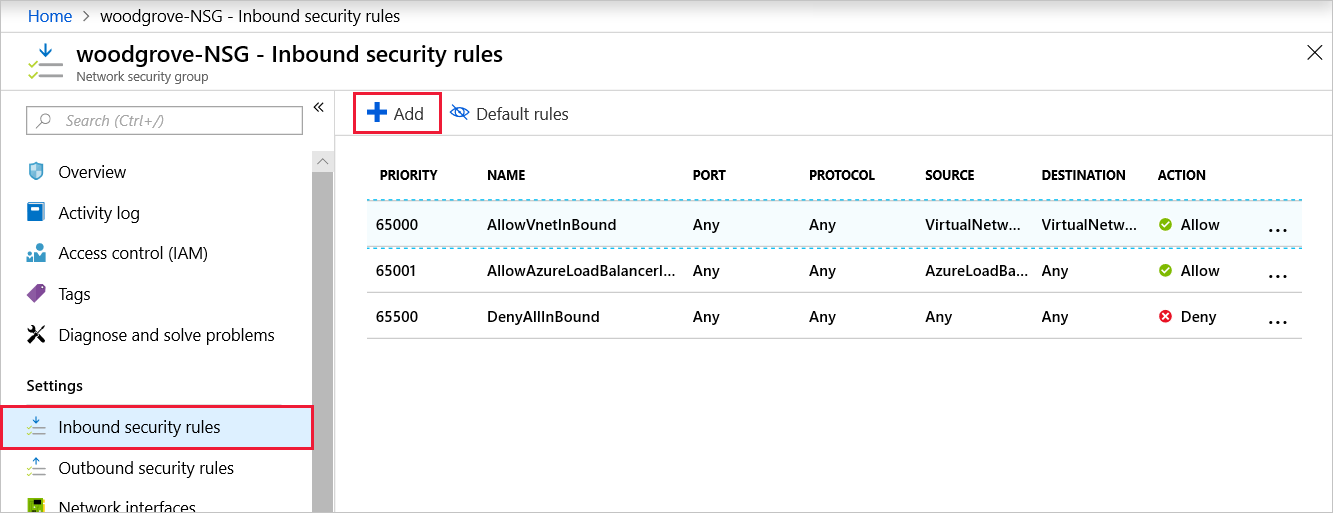 Home > woodgrove-NSG - Inbound security rules
woodgrove-NSG - Inbound security rules
Network security group
Search (Ctrl+/)
«
Overview
Activity log
Access control (IAM)
Tags
Diagnose and solve problems
Settings
Inbound security rules
Outbound security rules
Network interfaces
Add Default rules
PRIORITY NAME PORT PROTOCOL SOURCE DESTINATION ACTION
65000 AllowVnetInBound Any Any VirtualNetw... VirtualNetw... Allow ...
65001 AllowAzureLoadBalancerI... Any Any AzureLoadBa... Any Allow ...
65500 DenyAllInBound Any Any Any Any Deny ...